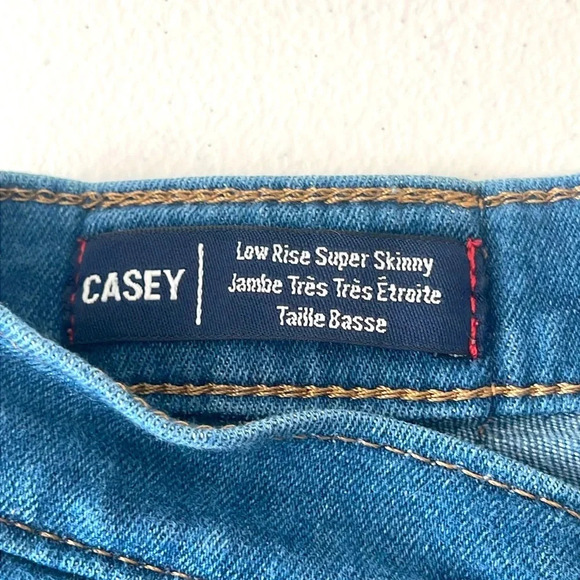 CASEY
Low Rise Super Skinny
Jambe Très Très Étroite
Taille Basse